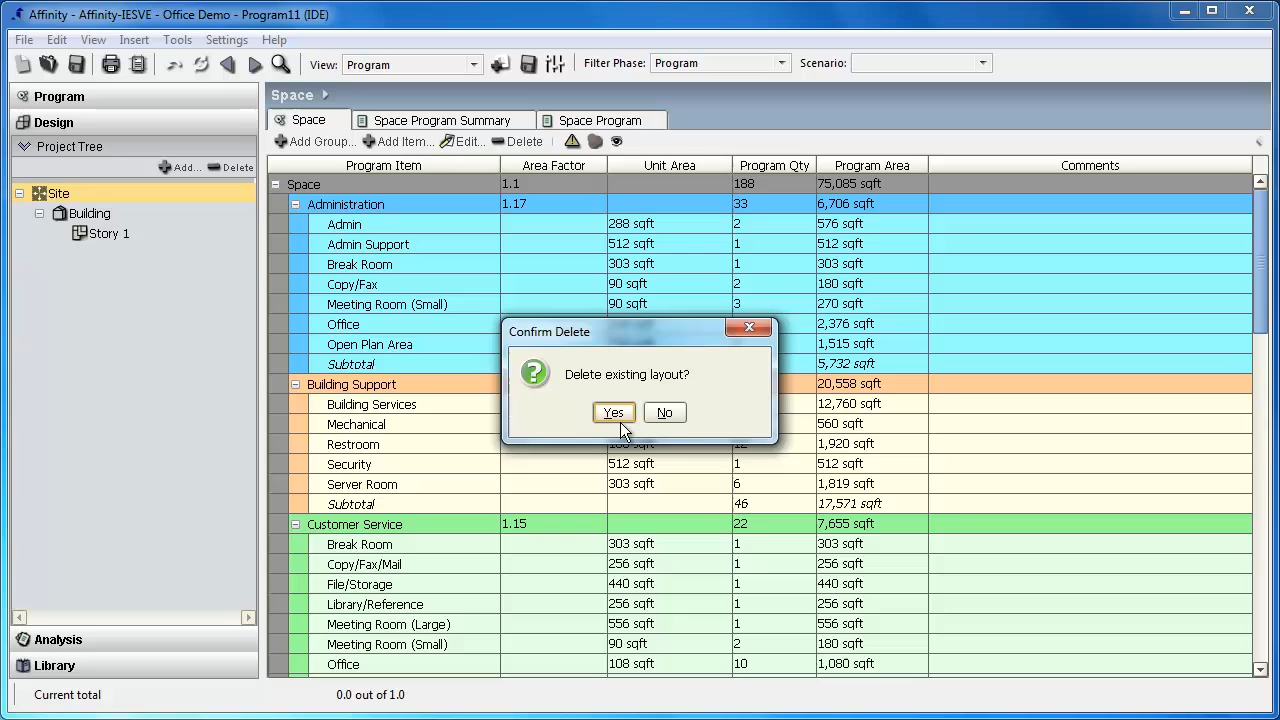 Affinity - Affinity-IESVE - Office Demo - Program11 (IDE)
File Edit View Insert Tools Settings Help
View: Program Filter Phase: Program Scenario:
Program
Design
Project Tree
Add... Delete
Site
Building
Story 1
Analysis
Library
Space
Space Space Program Summary Space Program
Add Group... Add Item... Edit... Delete
Program Item Area Factor Unit Area Program Qty Program Area Comments
Space 1.1 188 75,085 sqft
Administration 1.17 33 6,706 sqft
Admin 288 sqft 2 576 sqft
Admin Support 512 sqft 1 512 sqft
Break Room 303 sqft 1 303 sqft
Copy/Fax 90 sqft 2 180 sqft
Meeting Room (Small) 90 sqft 3 270 sqft
Office 2,376 sqft
Open Plan Area 1,515 sqft
Subtotal 5,732 sqft
Building Support 20,558 sqft
Building Services 12,760 sqft
Mechanical 560 sqft
Restroom 1,920 sqft
Security 512 sqft 1 512 sqft
Server Room 303 sqft 6 1,819 sqft
Subtotal 46 17,571 sqft
Customer Service 1.15 22 7,655 sqft
Break Room 303 sqft 1 303 sqft
Copy/Fax/Mail 256 sqft 1 256 sqft
File/Storage 440 sqft 1 440 sqft
Library/Reference 256 sqft 1 256 sqft
Meeting Room (Large) 556 sqft 1 556 sqft
Meeting Room (Small) 90 sqft 2 180 sqft
Office 108 sqft 10 1,080 sqft
Confirm Delete
Delete existing layout?
Yes No
Current total 0.0 out of 1.0